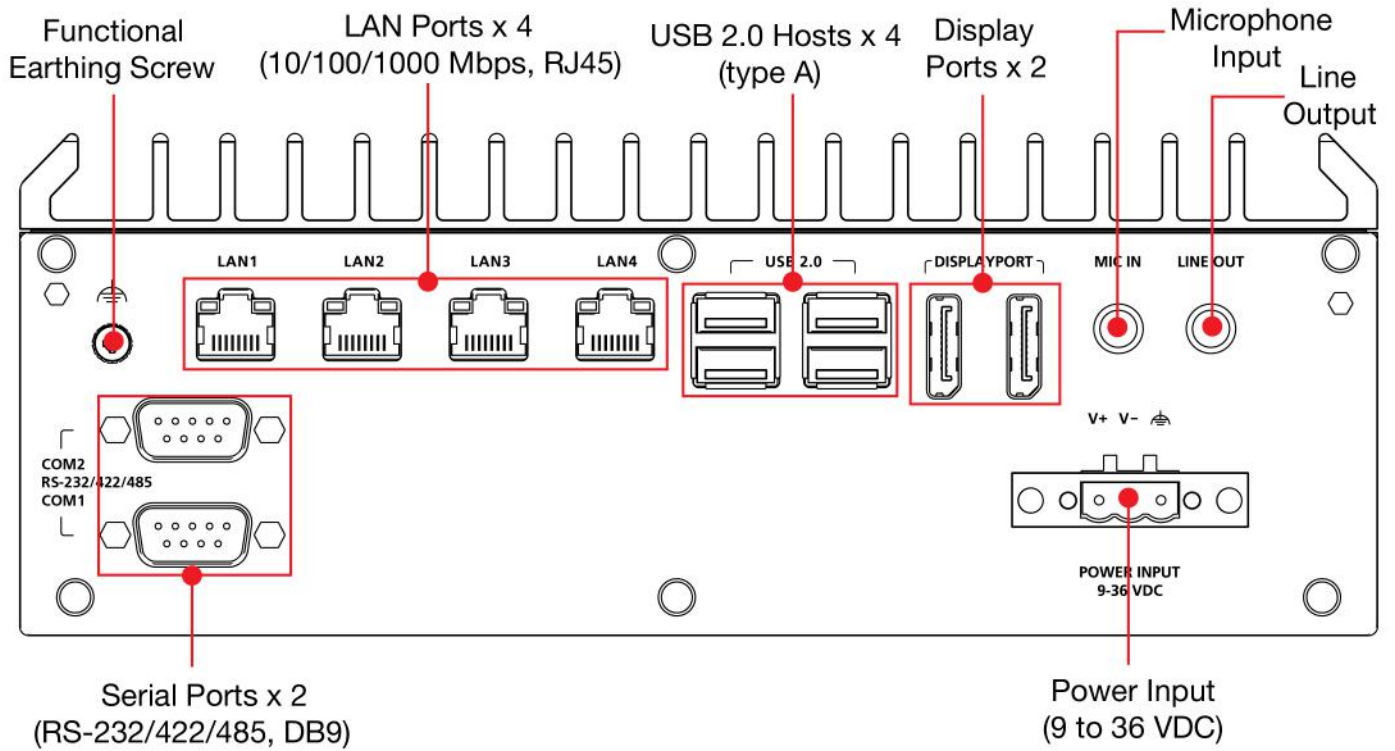 Functional
Earthing Screw
LAN Ports x 4
(10/100/1000 Mbps, RJ45)
USB 2.0 Hosts x 4
(type A)
Display
Ports x 2
Microphone
Input
Line
Output
LAN1
LAN2
LAN3
LAN4
USB 2.0
DISPLAYPORT
MIC IN
LINE OUT
COM2
RS-232/422/485
COM1
V+ V-
POWER INPUT
9-36 VDC
Serial Ports x 2
(RS-232/422/485, DB9)
Power Input
(9 to 36 VDC)